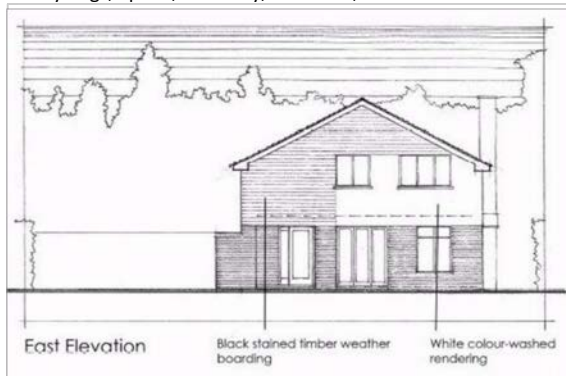 East Elevation
Black stained timber weather
boarding
White colour-washed
rendering